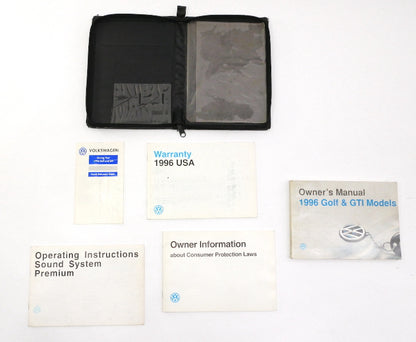 VOLKSWAGEN
Warranty
1996 USA
Owner's Manual
1996 Golf & GTI Models
Operating Instructions
Sound System
Premium
Owner Information
about Consumer Protection Laws